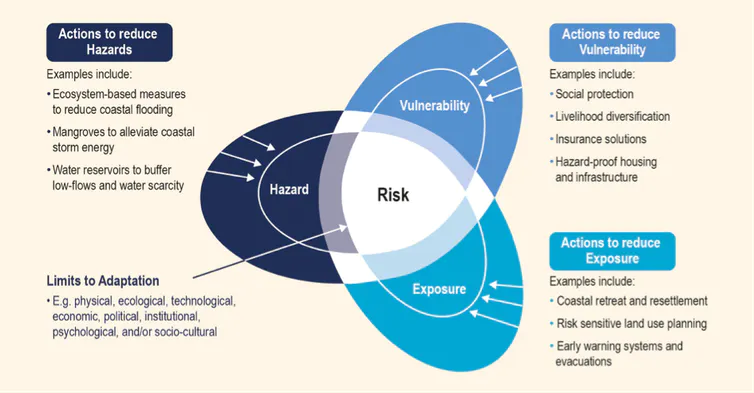 Actions to reduce
Hazards
Examples include:
• Ecosystem-based measures
to reduce coastal flooding
• Mangroves to alleviate coastal
storm energy
• Water reservoirs to buffer
low-flows and water scarcity
Limits to Adaptation
• E.g. physical, ecological, technological,
economic, political, institutional,
psychological, and/or socio-cultural
Vulnerability
Hazard
Risk
Exposure
Actions to reduce
Vulnerability
Examples include:
• Social protection
• Livelihood diversification
• Insurance solutions
• Hazard-proof housing
and infrastructure
Actions to reduce
Exposure
Examples include:
• Coastal retreat and resettlement
• Risk sensitive land use planning
• Early warning systems and
evacuations